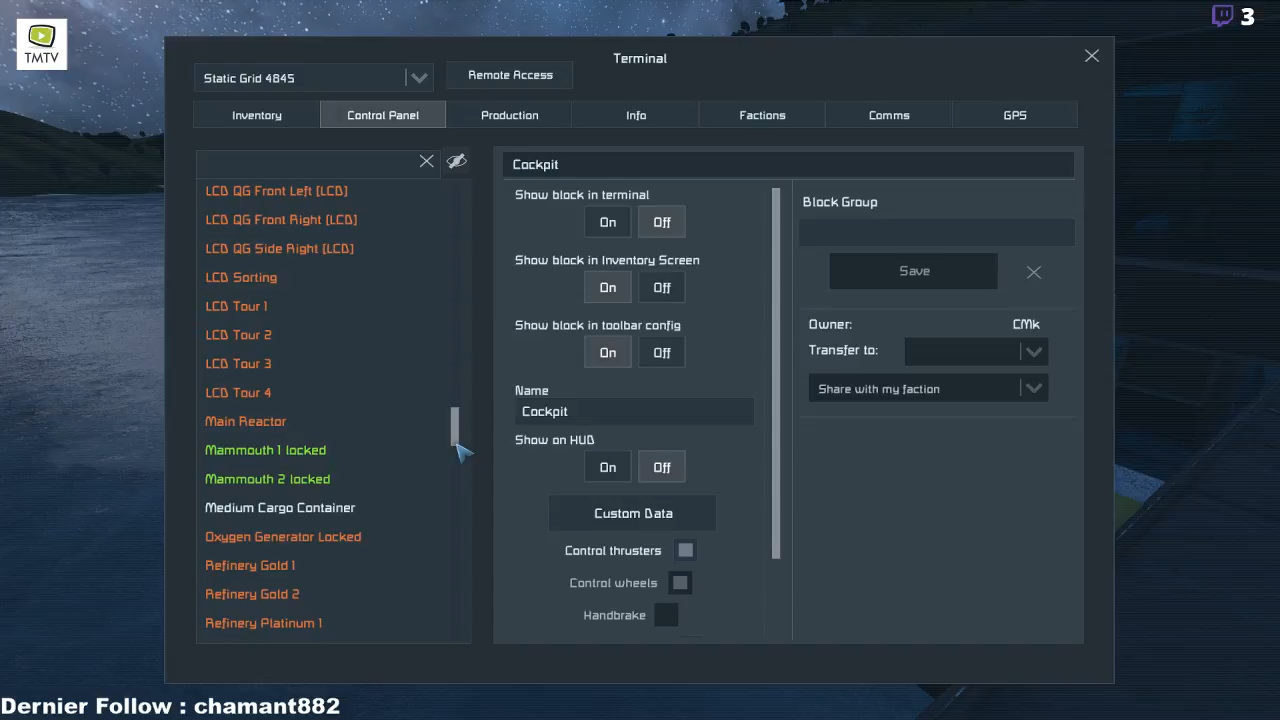 3
TMTV
Terminal
Static Grid 4845
Remote Access
Inventory
Control Panel
Production
Info
Factions
Comms
GPS
LCD QG Front Left [LCD]
LCD QG Front Right [LCD]
LCD QG Side Right [LCD]
LCD Sorting
LCD Tour 1
LCD Tour 2
LCD Tour 3
LCD Tour 4
Main Reactor
Mammouth 1 locked
Mammouth 2 locked
Medium Cargo Container
Oxygen Generator Locked
Refinery Gold 1
Refinery Gold 2
Refinery Platinum 1
Cockpit
Show block in terminal
On Off
Show block in Inventory Screen
On Off
Show block in toolbar config
On Off
Name
Cockpit
Show on HUD
On Off
Custom Data
Control thrusters
Control wheels
Handbrake
Block Group
Save
Owner: CMk
Transfer to:
Share with my faction
Dernier Follow : chamant882